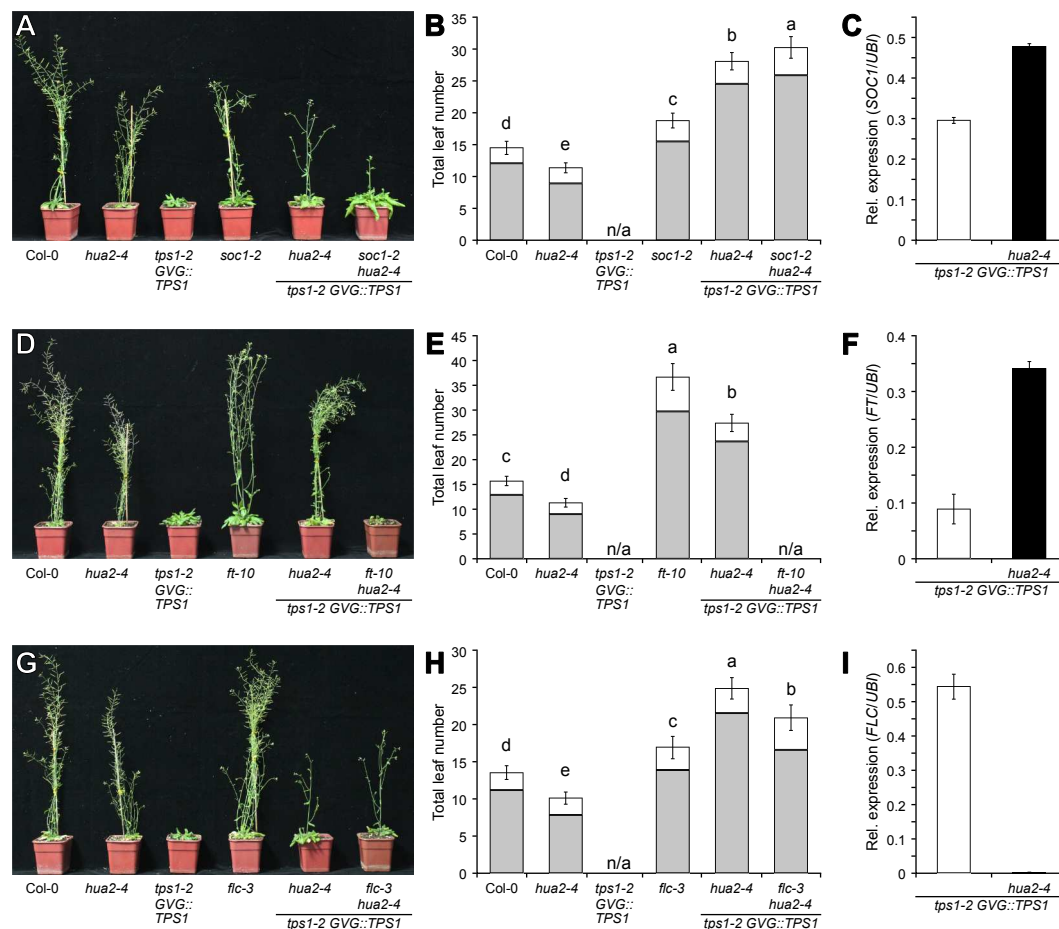 A
Col-0
hua2-4
tps1-2
GVG::
TPS1
soc1-2
hua2-4
soc1-2
hua2-4
tps1-2 GVG::TPS1
B
Total leaf number
35
30
25
20
15
10
5
0
d
e
n/a
c
b
a
Col-0
hua2-4
tps1-2
GVG::
TPS1
soc1-2
hua2-4
soc1-2
hua2-4
tps1-2 GVG::TPS1
C
Rel. expression (SOC1/UBI)
0.5
0.4
0.3
0.2
0.1
0
hua2-4
tps1-2 GVG::TPS1
D
Col-0
hua2-4
tps1-2
GVG::
TPS1
ft-10
hua2-4
ft-10
hua2-4
tps1-2 GVG::TPS1
E
Total leaf number
45
40
35
30
25
20
15
10
5
0
c
d
n/a
a
b
n/a
Col-0
hua2-4
tps1-2
GVG::
TPS1
ft-10
hua2-4
ft-10
hua2-4
tps1-2 GVG::TPS1
F
Rel. expression (FT/UBI)
0.4
0.3
0.2
0.1
0
hua2-4
tps1-2 GVG::TPS1
G
Col-0
hua2-4
tps1-2
GVG::
TPS1
flc-3
hua2-4
flc-3
hua2-4
tps1-2 GVG::TPS1
H
Total leaf number
30
25
20
15
10
5
0
d
e
n/a
c
a
b
Col-0
hua2-4
tps1-2
GVG::
TPS1
flc-3
hua2-4
flc-3
hua2-4
tps1-2 GVG::TPS1
I
Rel. expression (FLC/UBI)
0.6
0.5
0.4
0.3
0.2
0.1
0
hua2-4
tps1-2 GVG::TPS1